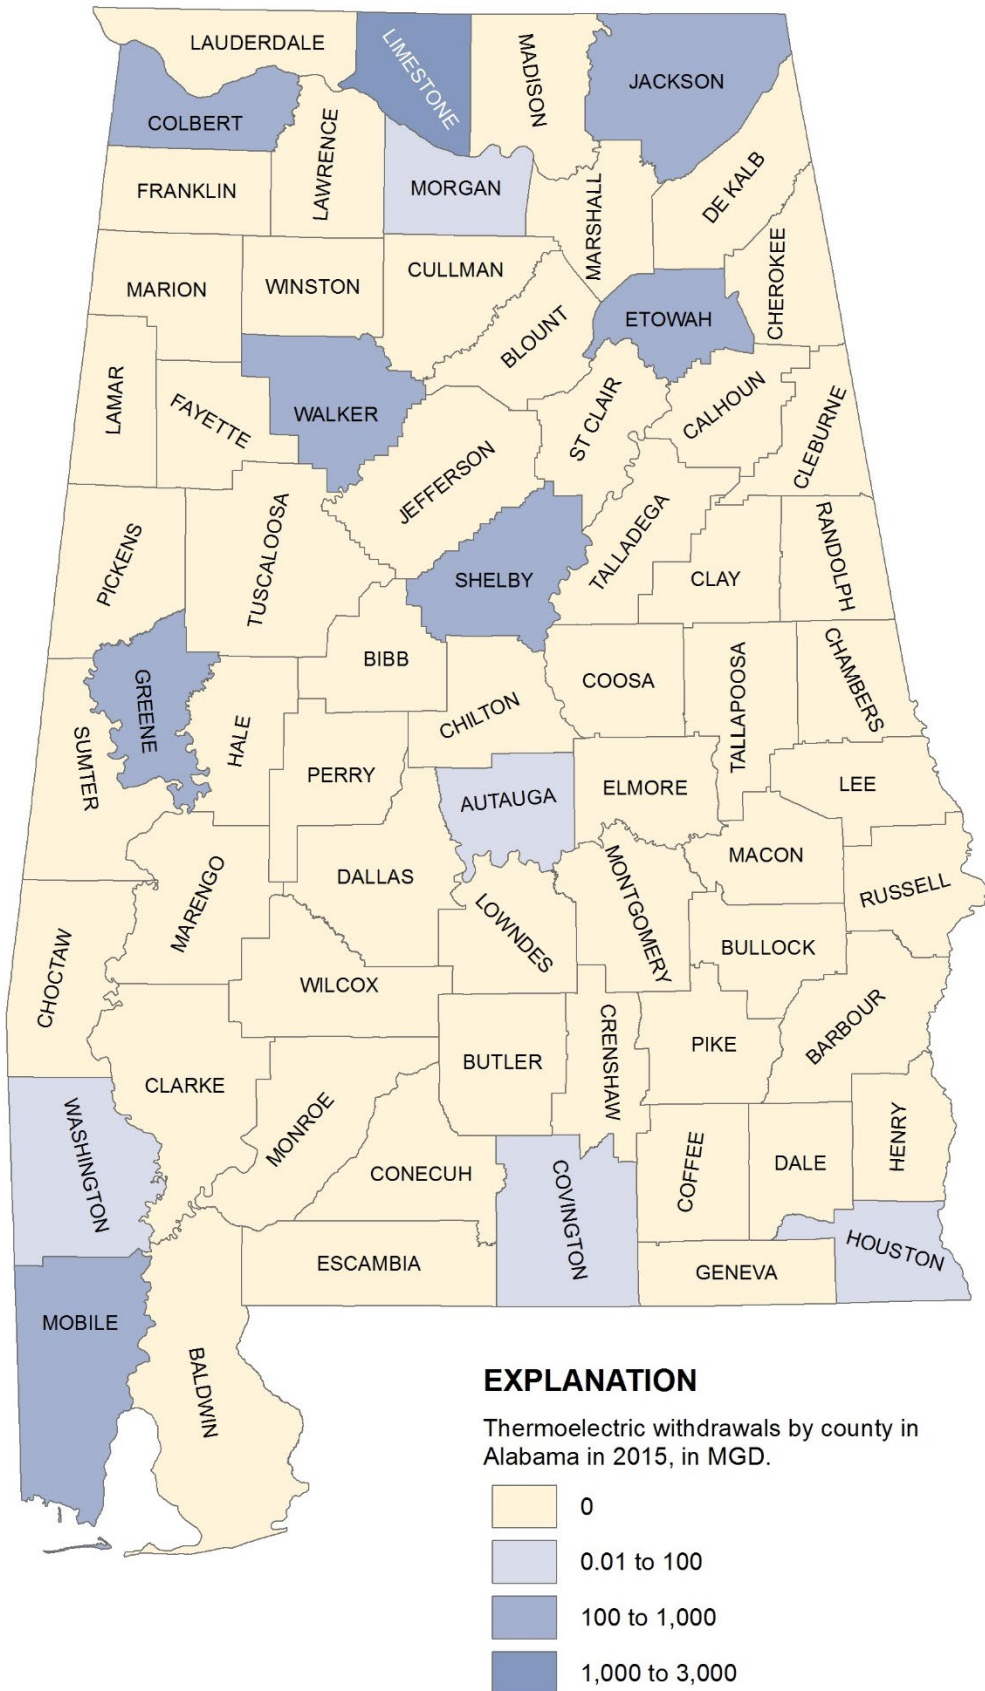 LAUDERDALE
LIMESTONE
MADISON
JACKSON
COLBERT
LAWRENCE
FRANKLIN
MORGAN
MARSHALL
DE KALB
CHEROKEE
MARION
WINSTON
CULLMAN
BLOUNT
ETOWAH
LAMAR
FAYETTE
WALKER
JEFFERSON
ST CLAIR
CALHOUN
CLEBURNE
PICKENS
TUSCALOOSA
SHELBY
TALLADEGA
CLAY
RANDOLPH
GREENE
BIBB
SUMTER
HALE
PERRY
CHILTON
COOSA
TALLAPOOSA
CHAMBERS
AUTAUGA
ELMORE
LEE
MARENGO
DALLAS
LOWNDES
MONTGOMERY
MACON
RUSSELL
BULLOCK
CHOCTAW
WILCOX
CLARKE
BUTLER
CRENSHAW
PIKE
BARBOUR
WASHINGTON
MONROE
CONECUH
COVINGTON
COFFEE
DALE
HENRY
HOUSTON
ESCAMBIA
GENEVA
MOBILE
BALDWIN
EXPLANATION
Thermoelectric withdrawals by county in
Alabama in 2015, in MGD.
0
0.01 to 100
100 to 1,000
1,000 to 3,000